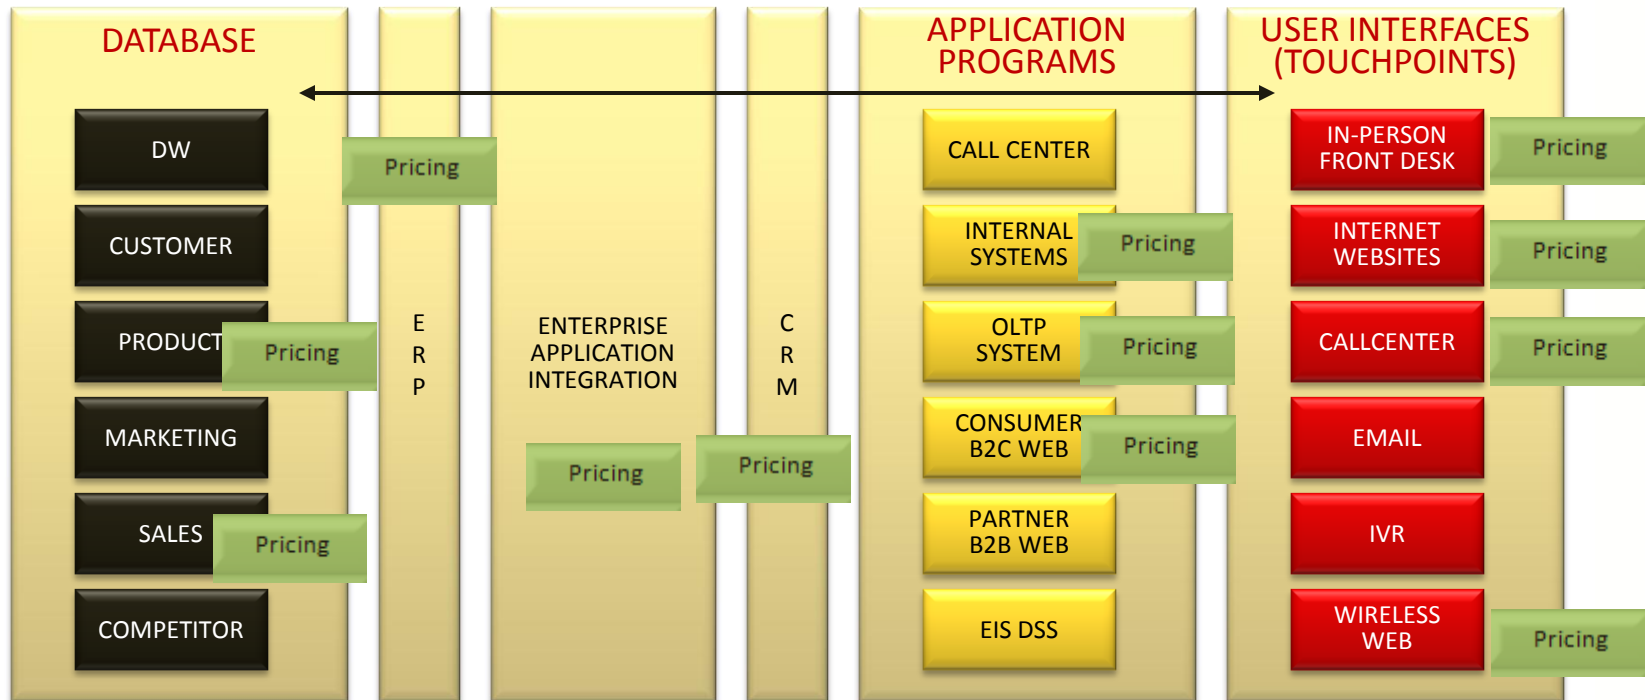 DATABASE
DW
CUSTOMER
PRODUCT
Pricing
MARKETING
SALES
Pricing
COMPETITOR
Pricing
E
R
P
ENTERPRISE
APPLICATION
INTEGRATION
Pricing
C
R
M
Pricing
APPLICATION
PROGRAMS
CALL CENTER
INTERNAL
SYSTEMS
Pricing
OLTP
SYSTEM
Pricing
CONSUMER
B2C WEB
Pricing
PARTNER
B2B WEB
EIS DSS
USER INTERFACES
(TOUCHPOINTS)
IN-PERSON
FRONT DESK
Pricing
INTERNET
WEBSITES
Pricing
CALLCENTER
Pricing
EMAIL
IVR
WIRELESS
WEB
Pricing